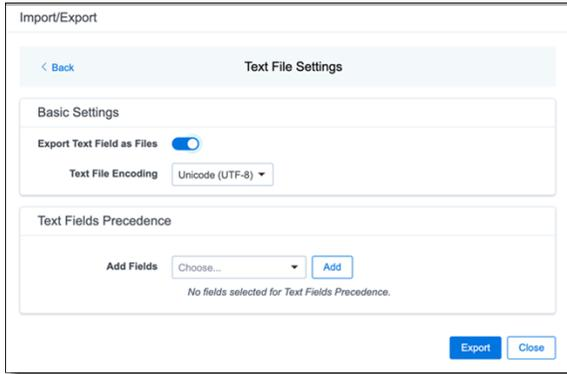 Import/Export
< Back
Text File Settings
Basic Settings
Export Text Field as Files
Text File Encoding
Unicode (UTF-8)
Text Fields Precedence
Add Fields
Choose...
Add
No fields selected for Text Fields Precedence.
Export
Close